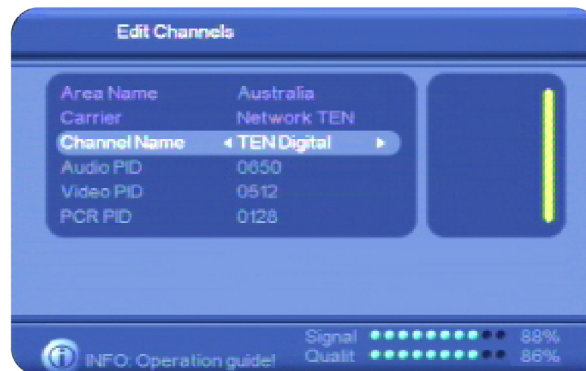 Edit Channels
Area Name Australia
Carrier Network TEN
Channel Name TEN Digital
Audio PID 0650
Video PID 0512
PCR PID 0128
Signal 88%
INFO: Operation guide! Qualit 86%